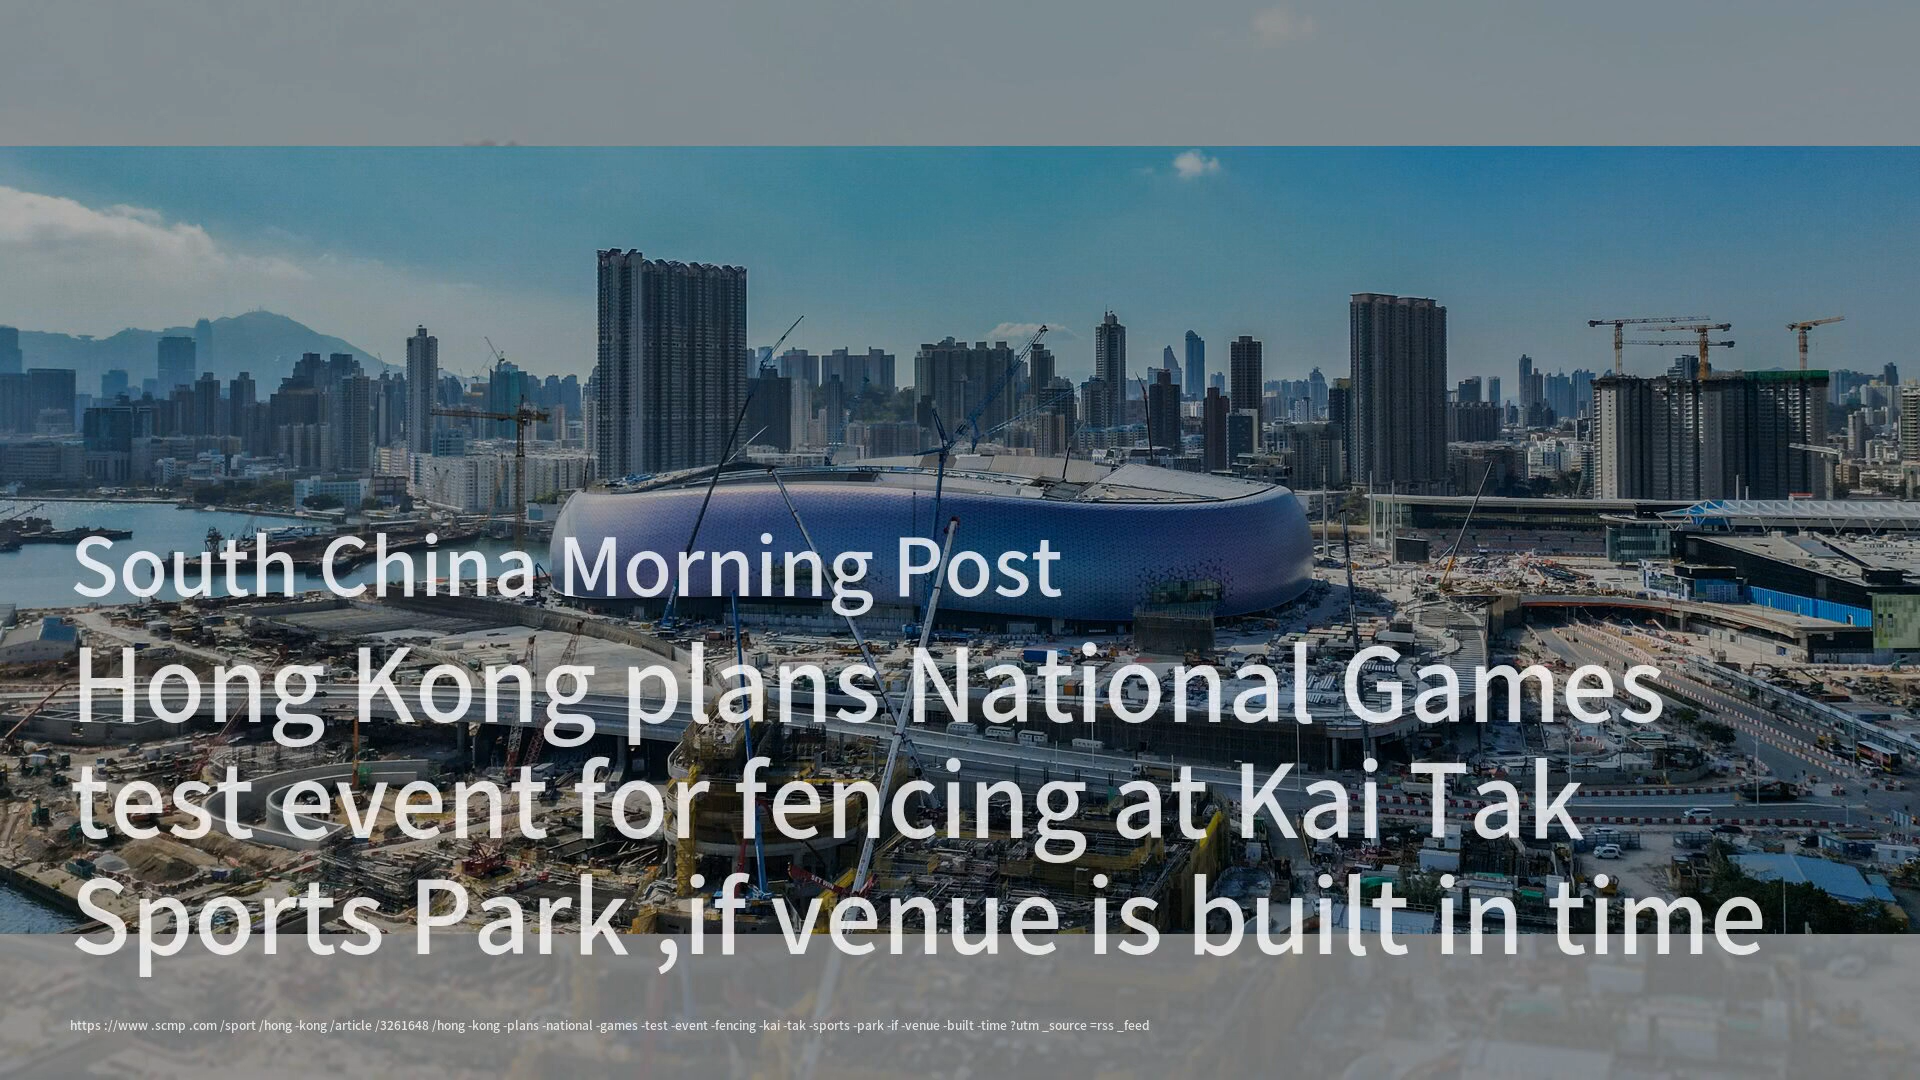 South China Morning Post
Hong Kong plans National Games
test event for fencing at Kai Tak
Sports Park ,if venue is built in time
https ://www .scmp .com /sport /hong -kong /article /3261648 /hong -kong -plans -national -games -test -event -fencing -kai -tak -sports -park -if -venue -built -time ?utm _source =rss _feed